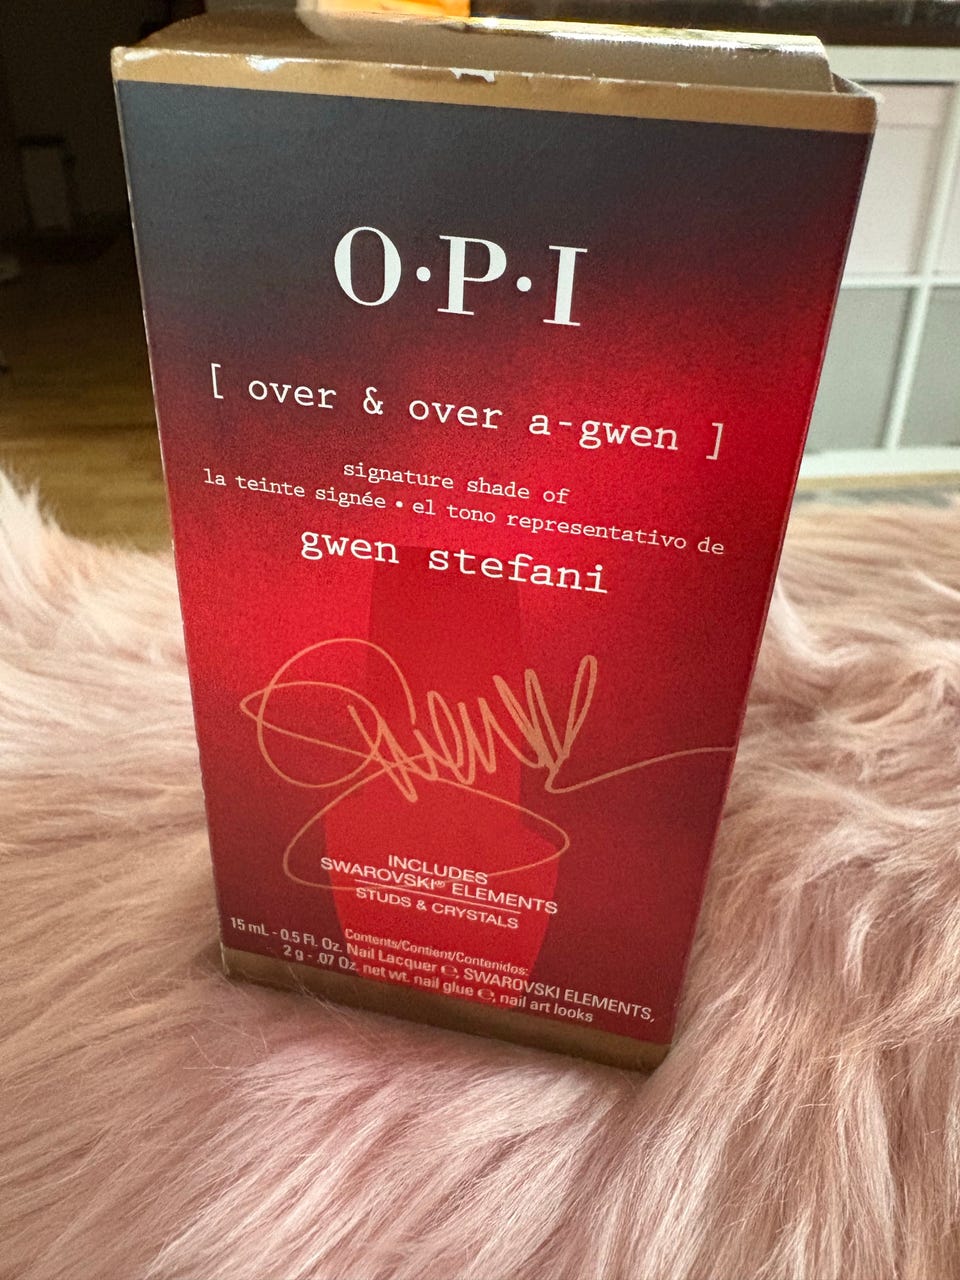 O·P·I
[ over & over a-gwen ]
signature shade of
la teinte signée • el tono representativo de
gwen stefani
Gwen
INCLUDES
SWAROVSKI® ELEMENTS
STUDS & CRYSTALS
Contents/Contient/Contenidos:
15 mL - 0.5 Fl. Oz. Nail Lacquer ℮, SWAROVSKI ELEMENTS,
2 g - .07 Oz. net wt. nail glue ℮, nail art looks